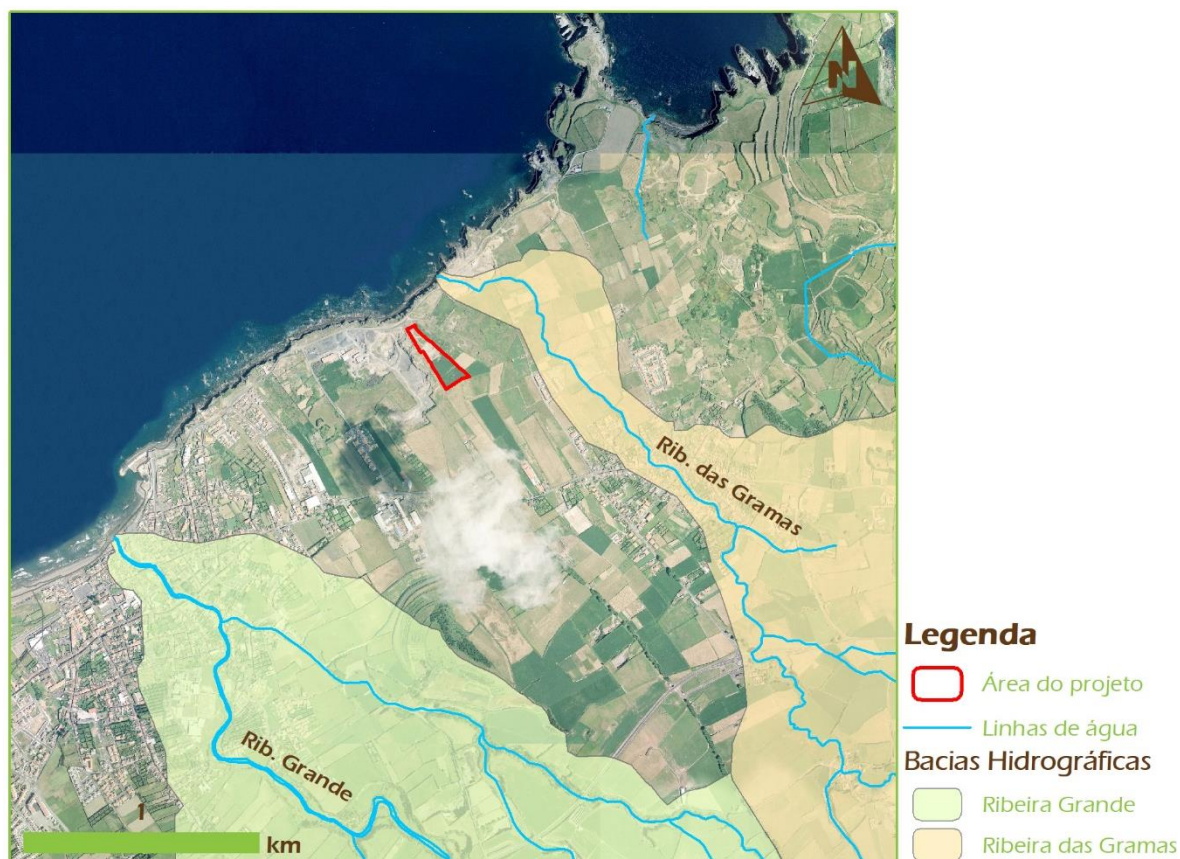 N
Rib. das Gramas
Rib. Grande
1
km
Legenda
Área do projeto
Linhas de água
Bacias Hidrográficas
Ribeira Grande
Ribeira das Gramas